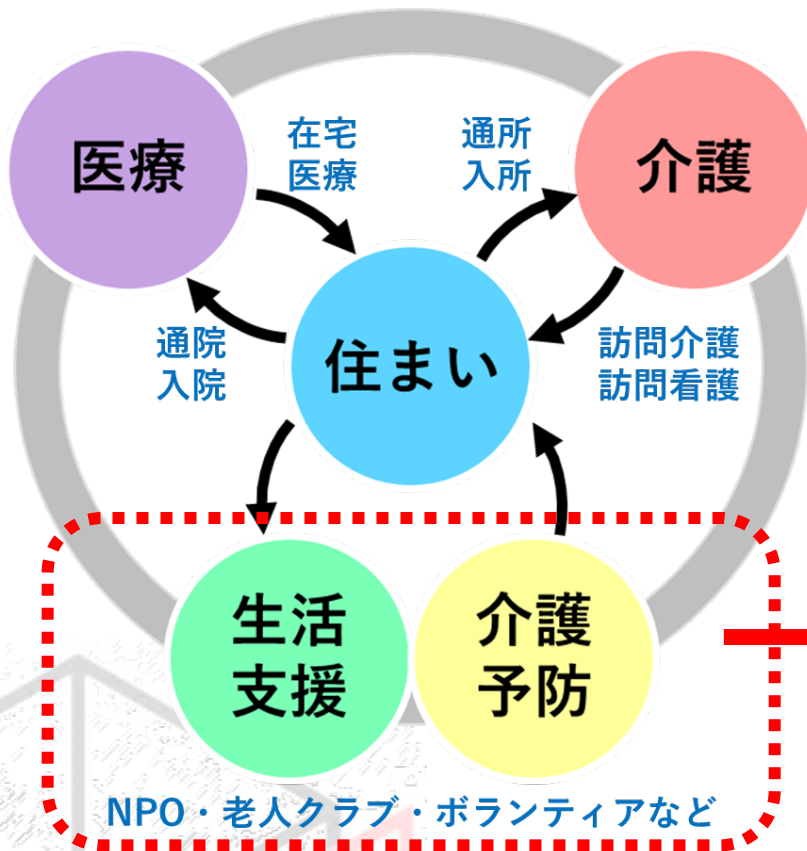 医療
在宅
医療
通所
入所
介護
通院
入院
住まい
訪問介護
訪問看護
生活
支援
介護
予防
NPO・老人クラブ・ボランティアなど